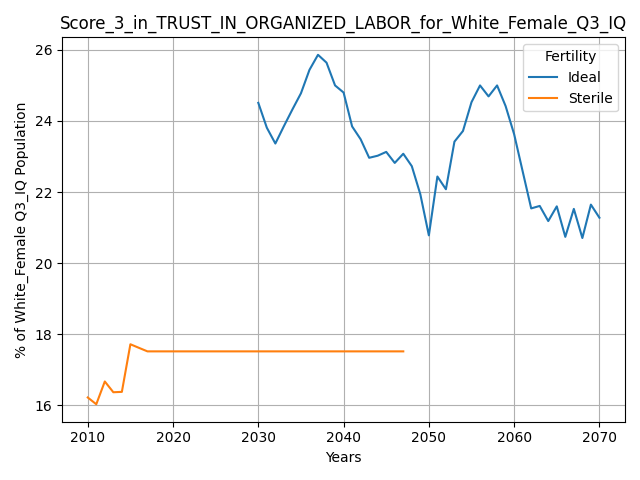 Score_3_in_TRUST_IN_ORGANIZED_LABOR_for_White_Female_Q3_IQ
Fertility
Ideal
Sterile
% of White_Female Q3_IQ Population
26
24
22
20
18
16
2010 2020 2030 2040 2050 2060 2070
Years